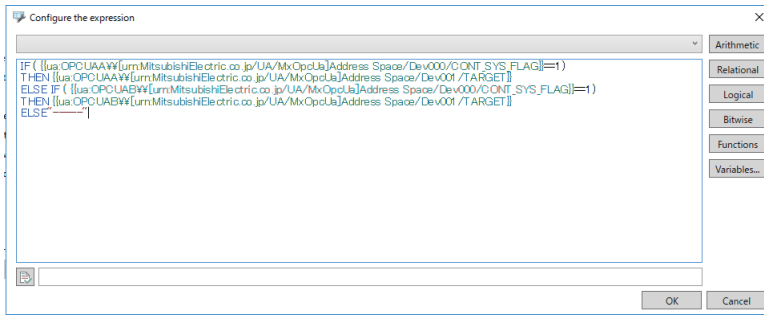 Configure the expression
Arithmetic
IF ( {{ua:OPCUAA¥¥[urn:MitsubishiElectric.co.jp/UA/MxOpcUa]Address Space/Dev000/CONT_SYS_FLAG}}==1)
Relational
THEN {{ua:OPCUAA¥¥[urn:MitsubishiElectric.co.jp/UA/MxOpcUa]Address Space/Dev001/TARGET}}
ELSE IF ( {{ua:OPCUAB¥¥[urn:MitsubishiElectric.co.jp/UA/MxOpcUa]Address Space/Dev000/CONT_SYS_FLAG}}==1)
Logical
THEN {{ua:OPCUAB¥¥[urn:MitsubishiElectric.co.jp/UA/MxOpcUa]Address Space/Dev001/TARGET}}
ELSE"----"
Bitwise
Functions
Variables...
OK
Cancel